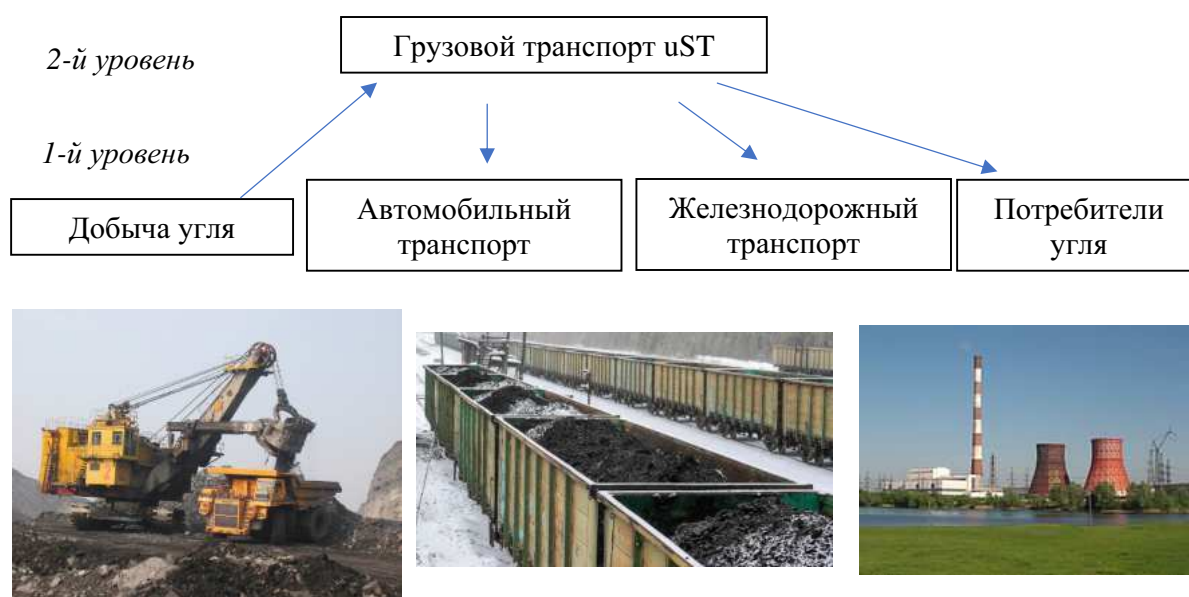 Грузовой транспорт uST
2-й уровень
1-й уровень
Добыча угля
Автомобильный
транспорт
Железнодорожный
транспорт
Потребители
угля